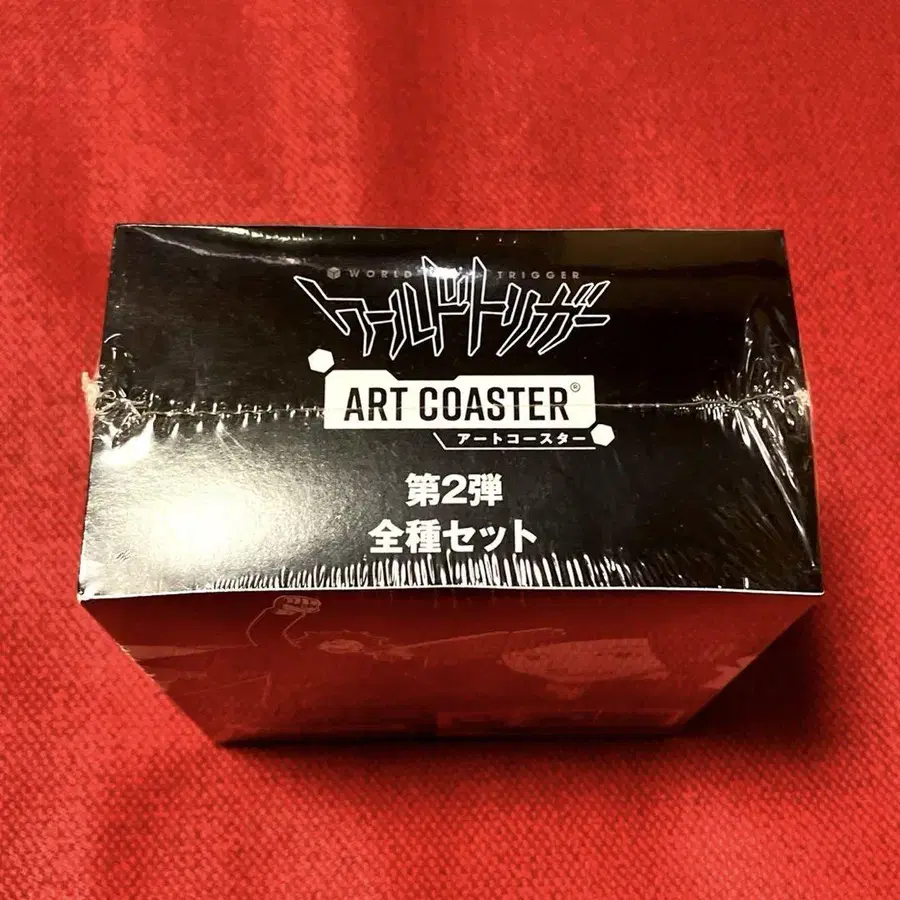 WORLD TRIGGER
ワールドトリガー
ART COASTER®
アートコースター
第2弾
全種セット